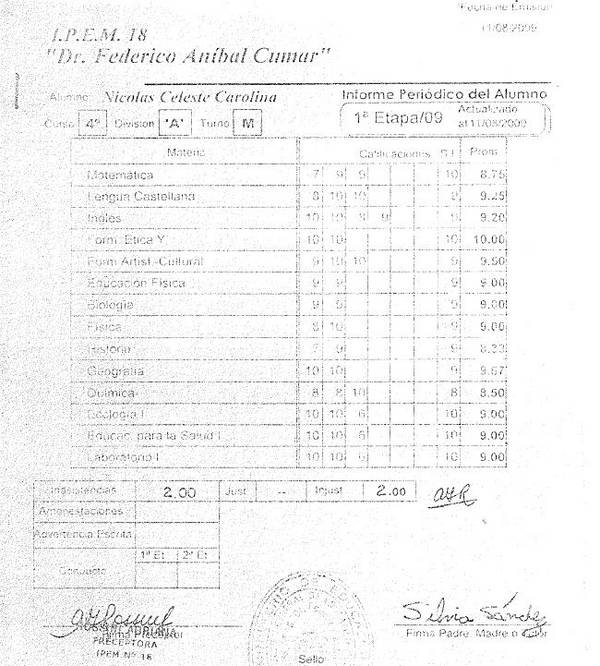 Fecha de Emisión
11/08/2009
I.P.E.M. 18
"Dr. Federico Aníbal Cumar"
Alumno Nicolas Celeste Carolina
Informe Periódico del Alumno
Curso 4º División "A" Turno M
1ª Etapa/09 Actualizado al 11/08/2009
Materia Calificaciones S.I. Prom.
Matemática 7 9 9 10 8.75
Lengua Castellana 8 10 10 9 9.25
Inglés 10 10 8 9 9 9.20
Form. Etica Y 10 10 10 10.00
Form Artíst.-Cultural 9 10 10 9 9.50
Educación Física 9 9 9 9.00
Biología 9 9 9 9.00
Física 8 10 9 9.00
Historia 7 9 9 8.33
Geografía 10 10 9 9.67
Química 8 8 10 8 8.50
Ecología I 10 10 6 10 9.00
Educac. para la Salud I 10 10 6 10 9.00
Laboratorio I 10 10 6 10 9.00
Inasistencias 2.00 Just -- Injust 2.00
Amonestaciones
Advertencia Escrita
1ª Et 2ª Et
Conducta
Silvia Sánchez
Firma Preceptor
PRECEPTORA
IPEM Nº 18
Firma Padre, Madre o Tutor
Sello